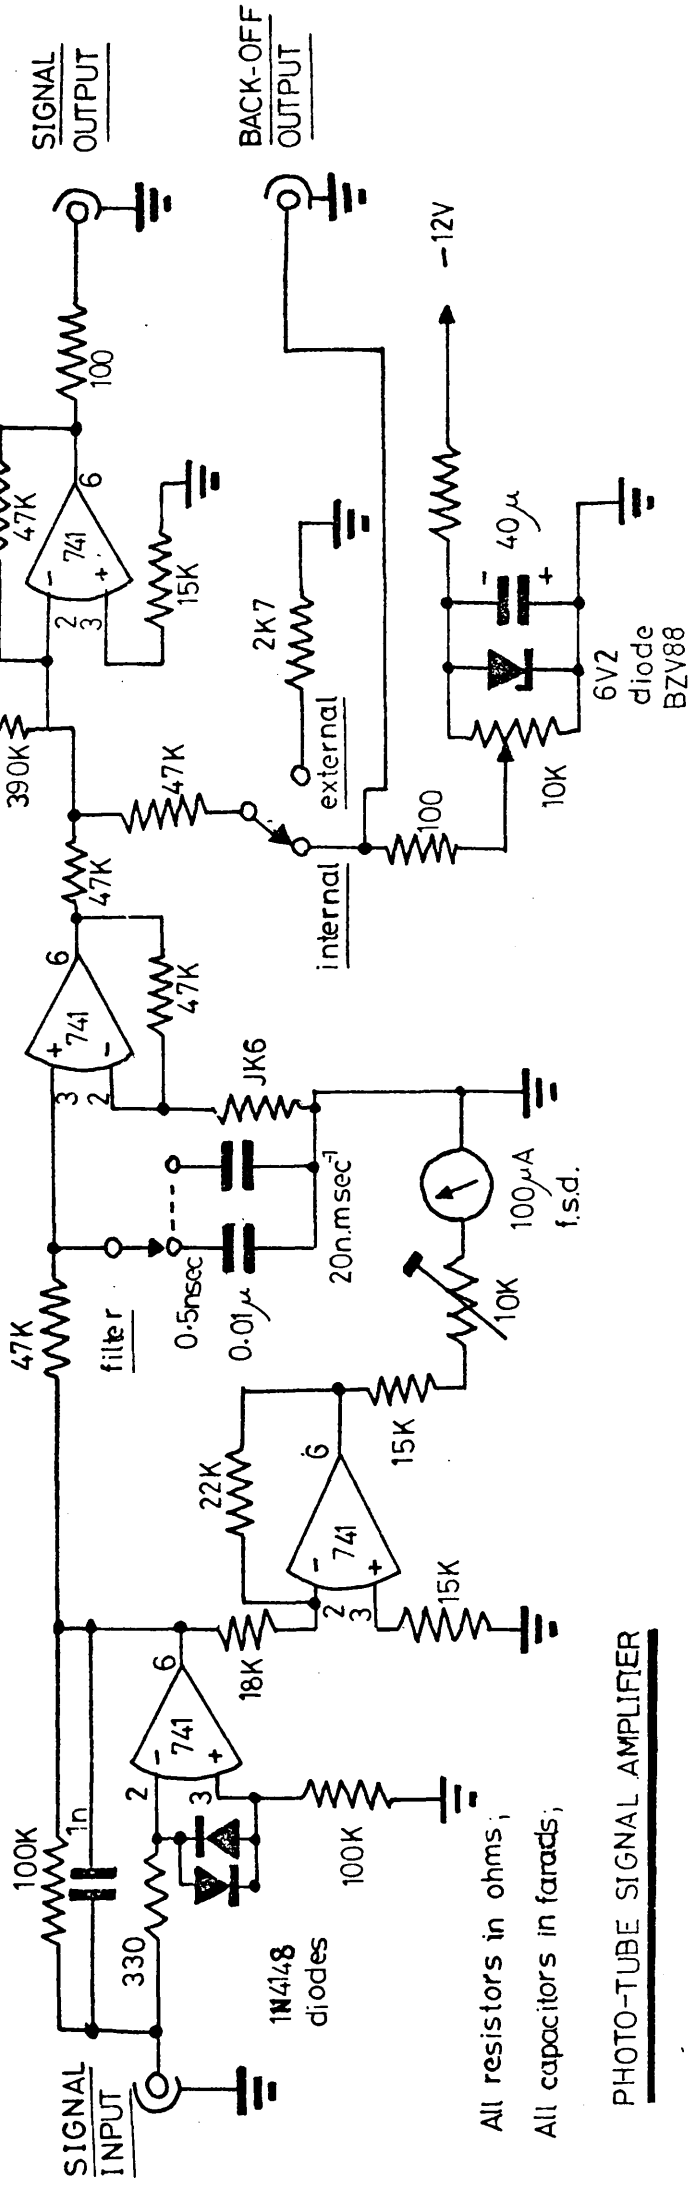 SIGNAL
INPUT
330
100K
1n
1N4148
diodes
2
3
741
6
-
+
100K
18K
2
3
-
+
741
6
22K
15K
15K
10K
100µA
f.s.d.
47K
filter
0.5nsec
0.01µ
20n.msec⁻¹
3
2
+
-
741
6
47K
JK6
47K
47K
internal
external
2K7
100
10K
6V2
diode
BZV88
-
40µ
+
-12V
390K
2
3
-
+
741
6
47K
15K
100
SIGNAL
OUTPUT
BACK-OFF
OUTPUT
All resistors in ohms;
All capacitors in farads;
PHOTO-TUBE SIGNAL AMPLIFIER